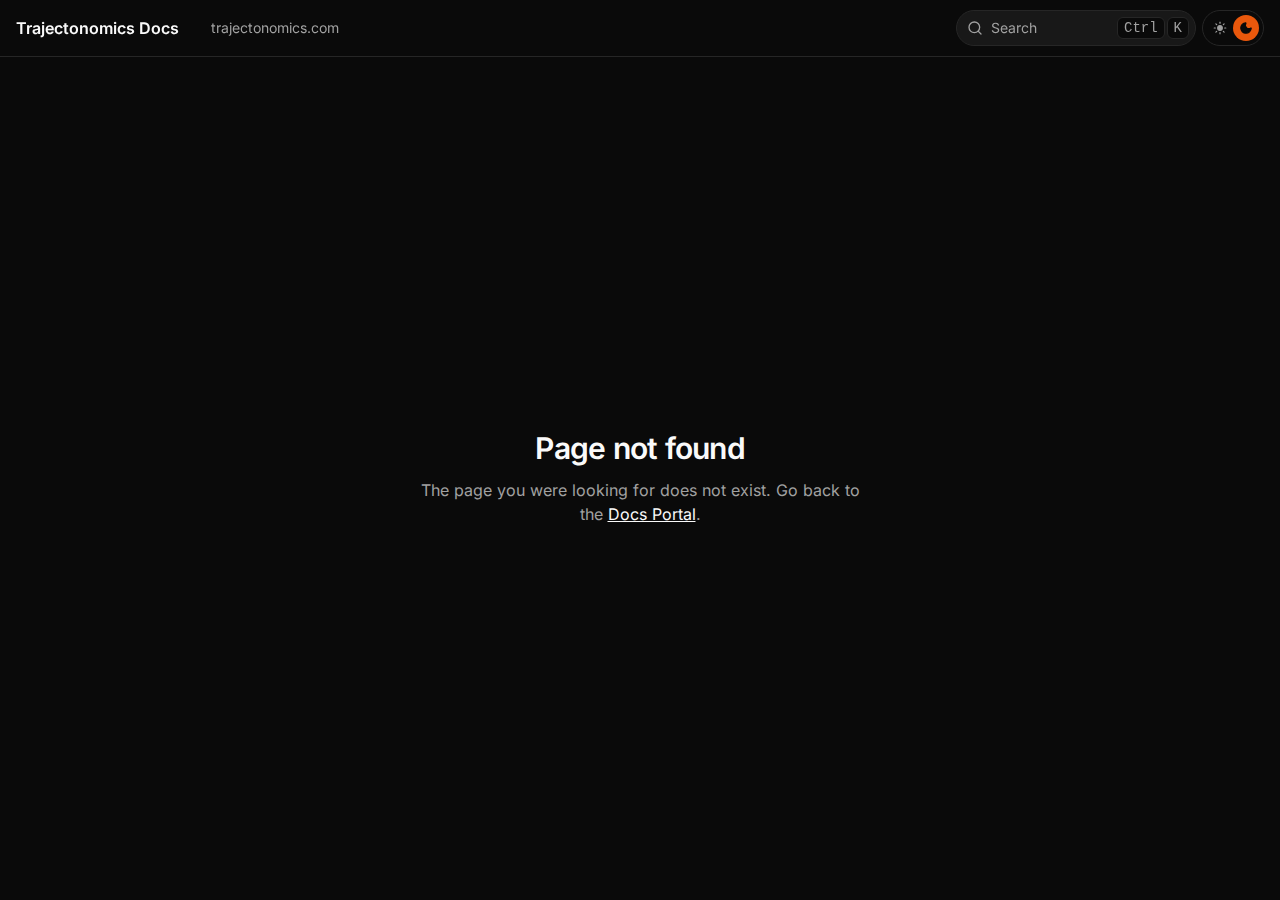 Trajectonomics Docs
trajectonomics.com
Search
Ctrl K
Page not found
The page you were looking for does not exist. Go back to
the Docs Portal.